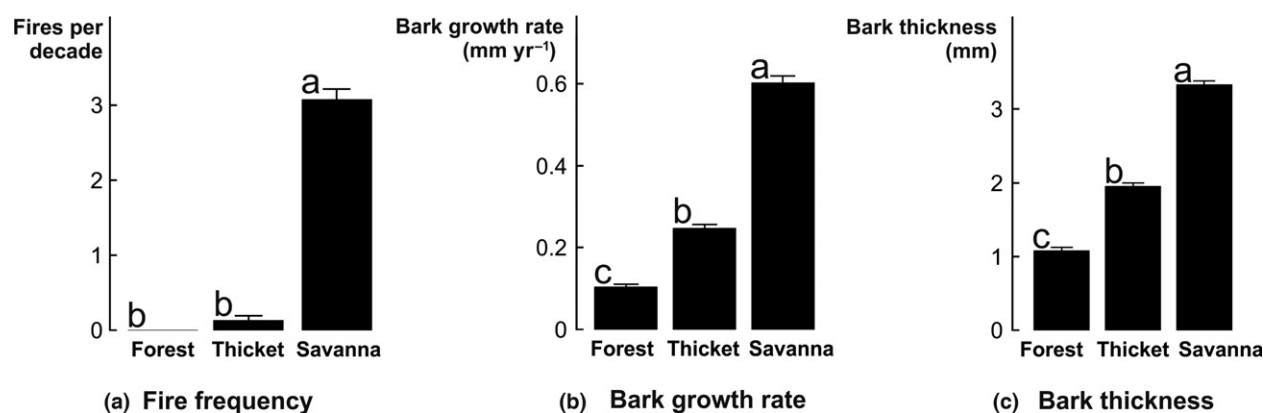 Fires per
decade
3
2
1
0
b
b
a
Forest Thicket Savanna
(a) Fire frequency
Bark growth rate
(mm yr⁻¹)
0.6
0.4
0.2
0
c
b
a
Forest Thicket Savanna
(b) Bark growth rate
Bark thickness
(mm)
3
2
1
0
c
b
a
Forest Thicket Savanna
(c) Bark thickness